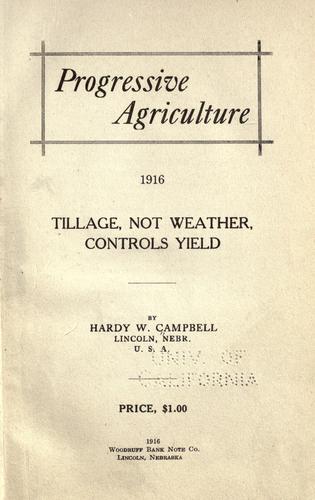 Progressive
Agriculture
1916
TILLAGE, NOT WEATHER,
CONTROLS YIELD
BY
HARDY W. CAMPBELL
LINCOLN, NEBR.
U. S. A.
UNIV. OF
CALIFORNIA
PRICE, $1.00
1916
WOODRUFF BANK NOTE CO.
LINCOLN, NEBRASKA